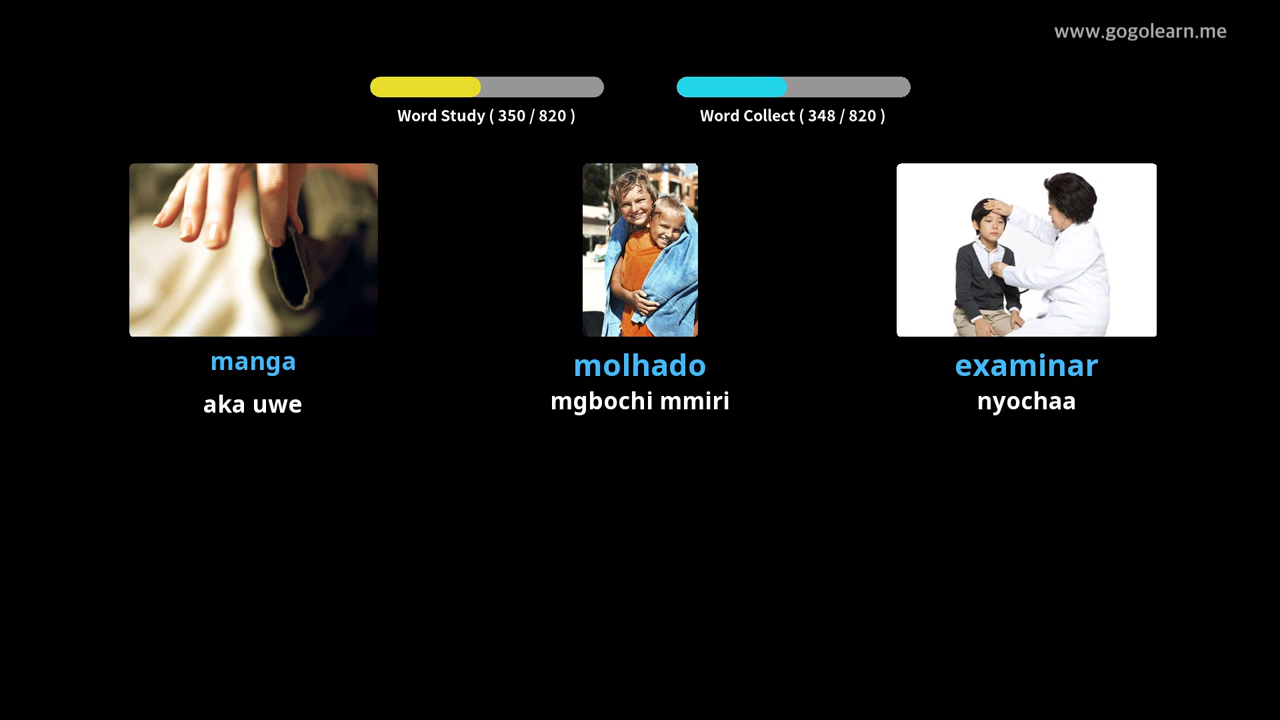 www.gogolearn.me
Word Study ( 350 / 820 )
Word Collect ( 348 / 820 )
manga
molhado
examinar
aka uwe
mgbochi mmiri
nyochaa